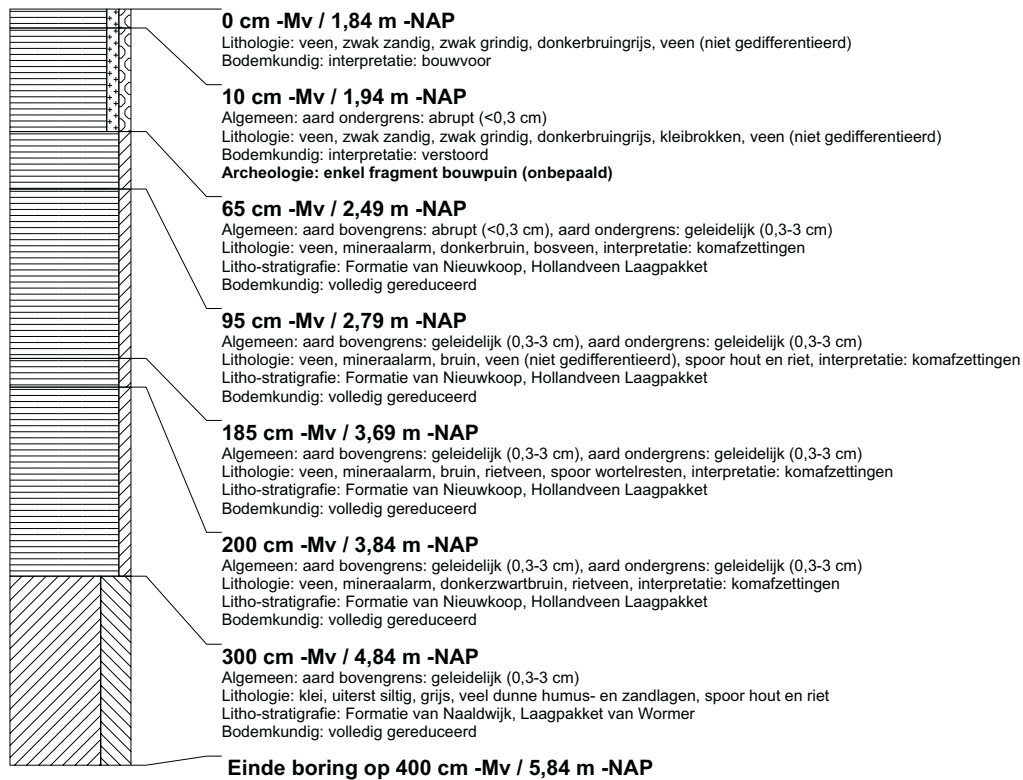 0 cm -Mv / 1,84 m -NAP
Lithologie: veen, zwak zandig, zwak grindig, donkerbruingrijs, veen (niet gedifferentieerd)
Bodemkundig: interpretatie: bouwvoor
10 cm -Mv / 1,94 m -NAP
Algemeen: aard ondergrens: abrupt (<0,3 cm)
Lithologie: veen, zwak zandig, zwak grindig, donkerbruingrijs, kleibrokken, veen (niet gedifferentieerd)
Bodemkundig: interpretatie: verstoord
Archeologie: enkel fragment bouwpuin (onbepaald)
65 cm -Mv / 2,49 m -NAP
Algemeen: aard bovengrens: abrupt (<0,3 cm), aard ondergrens: geleidelijk (0,3-3 cm)
Lithologie: veen, mineraalarm, donkerbruin, bosveen, interpretatie: komafzettingen
Litho-stratigrafie: Formatie van Nieuwkoop, Hollandveen Laagpakket
Bodemkundig: volledig gereduceerd
95 cm -Mv / 2,79 m -NAP
Algemeen: aard bovengrens: geleidelijk (0,3-3 cm), aard ondergrens: geleidelijk (0,3-3 cm)
Lithologie: veen, mineraalarm, bruin, veen (niet gedifferentieerd), spoor hout en riet, interpretatie: komafzettingen
Litho-stratigrafie: Formatie van Nieuwkoop, Hollandveen Laagpakket
Bodemkundig: volledig gereduceerd
185 cm -Mv / 3,69 m -NAP
Algemeen: aard bovengrens: geleidelijk (0,3-3 cm), aard ondergrens: geleidelijk (0,3-3 cm)
Lithologie: veen, mineraalarm, bruin, rietveen, spoor wortelresten, interpretatie: komafzettingen
Litho-stratigrafie: Formatie van Nieuwkoop, Hollandveen Laagpakket
Bodemkundig: volledig gereduceerd
200 cm -Mv / 3,84 m -NAP
Algemeen: aard bovengrens: geleidelijk (0,3-3 cm), aard ondergrens: geleidelijk (0,3-3 cm)
Lithologie: veen, mineraalarm, donkerzwartbruin, rietveen, interpretatie: komafzettingen
Litho-stratigrafie: Formatie van Nieuwkoop, Hollandveen Laagpakket
Bodemkundig: volledig gereduceerd
300 cm -Mv / 4,84 m -NAP
Algemeen: aard bovengrens: geleidelijk (0,3-3 cm)
Lithologie: klei, uiterst siltig, grijs, veel dunne humus- en zandlagen, spoor hout en riet
Litho-stratigrafie: Formatie van Naaldwijk, Laagpakket van Wormer
Bodemkundig: volledig gereduceerd
Einde boring op 400 cm -Mv / 5,84 m -NAP